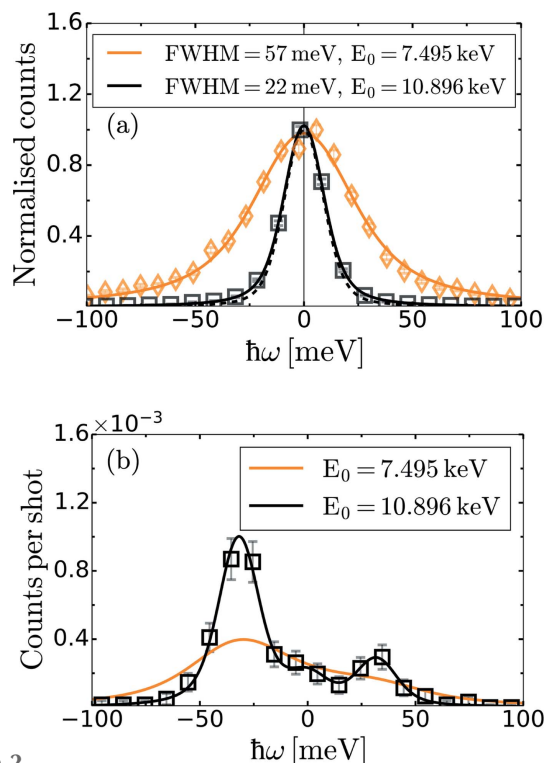 1.6
FWHM = 57 meV, E₀ = 7.495 keV
FWHM = 22 meV, E₀ = 10.896 keV
1.2
(a)
0.8
0.4
Normalised counts
−100 −50 0 50 100
ħω [meV]
×10⁻³
1.6
(b)
E₀ = 7.495 keV
E₀ = 10.896 keV
1.2
0.8
0.4
Counts per shot
−100 −50 0 50 100
ħω [meV]